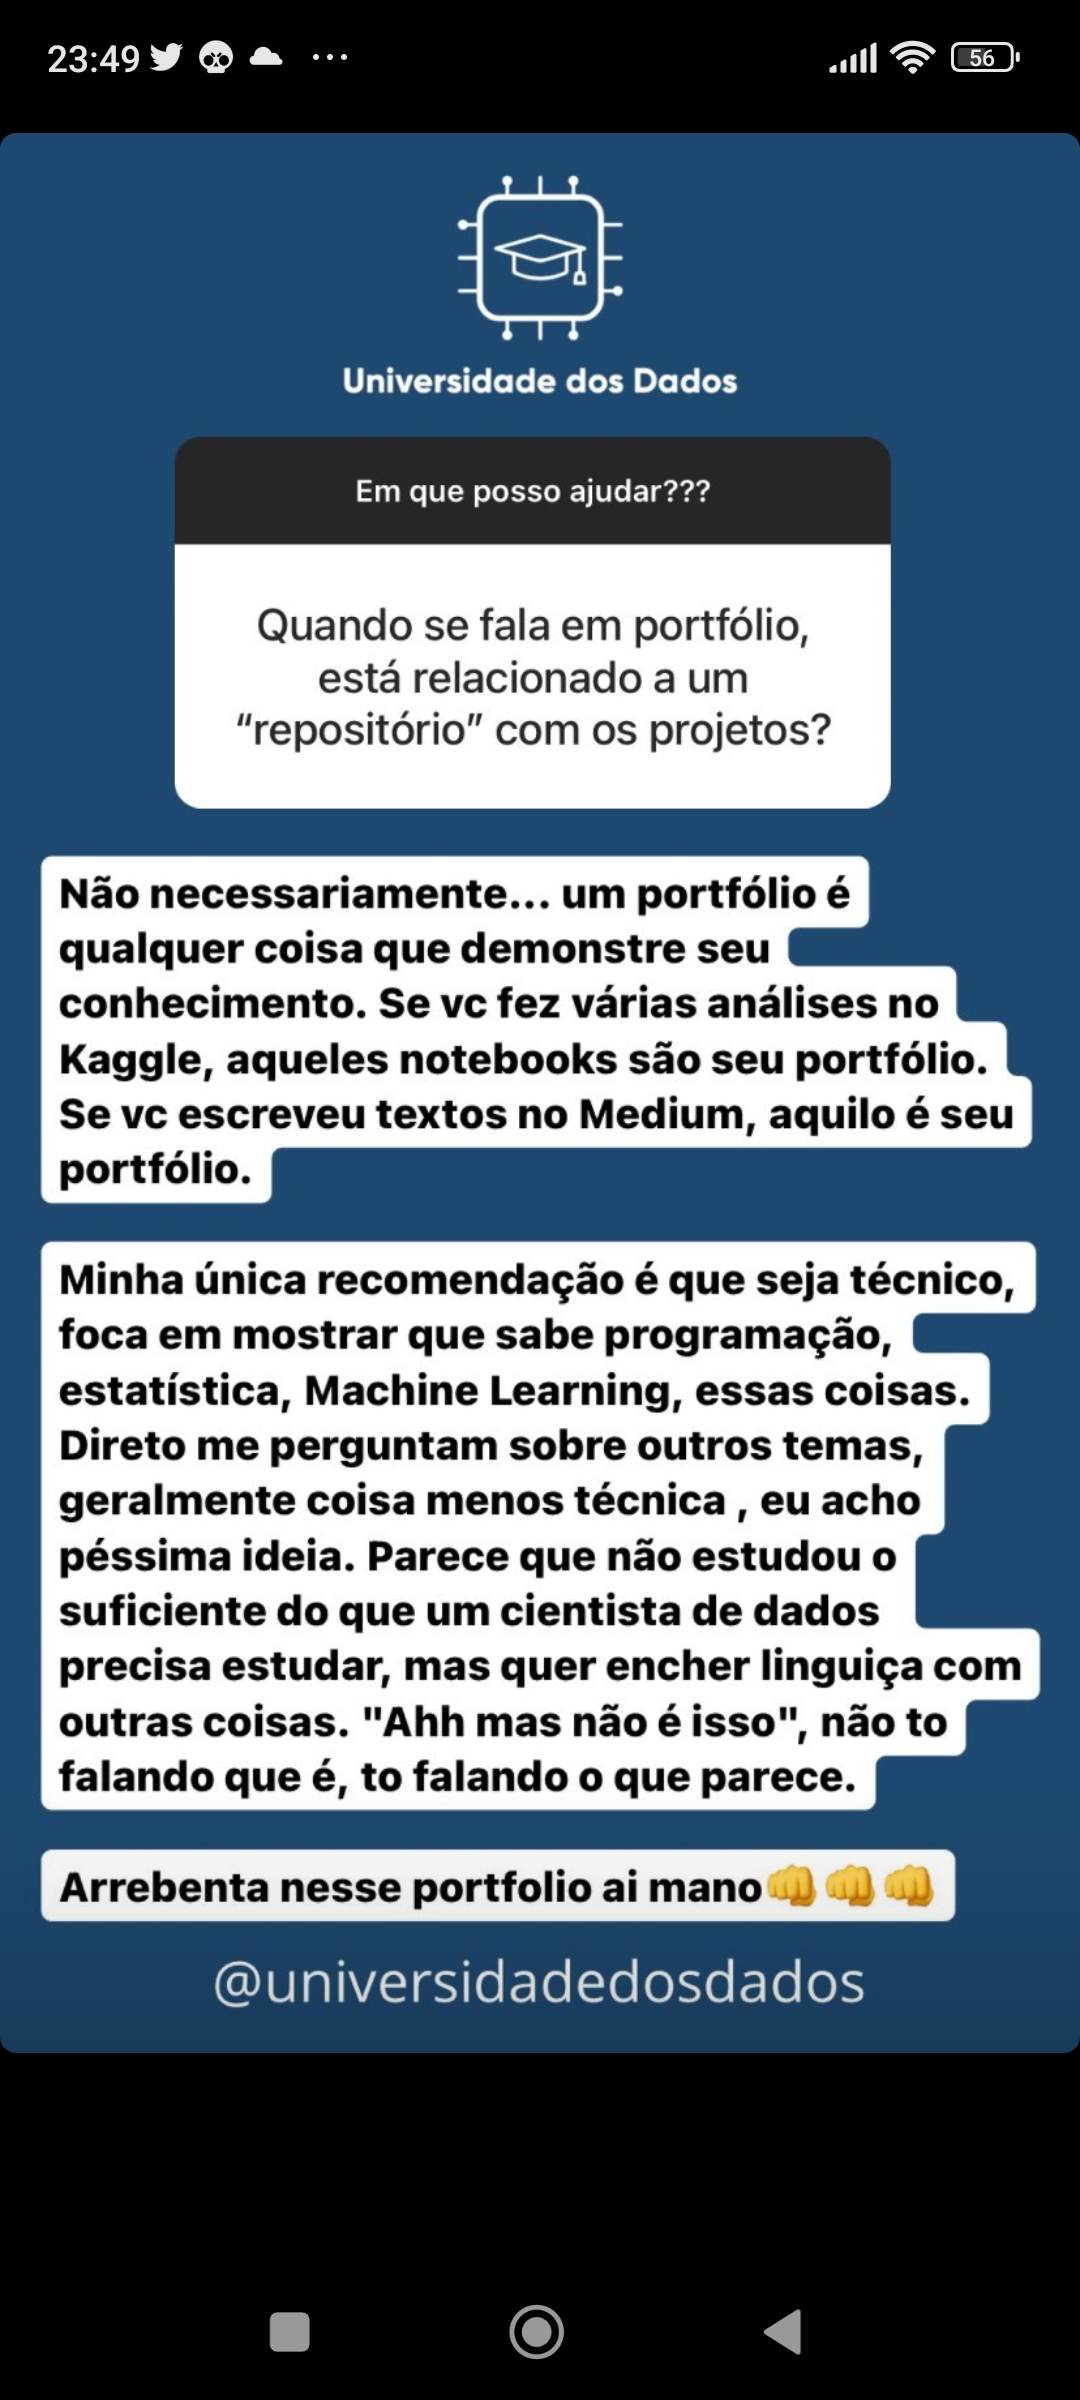 23:49
56
Universidade dos Dados
Em que posso ajudar???
Quando se fala em portfólio,
está relacionado a um
“repositório” com os projetos?
Não necessariamente... um portfólio é
qualquer coisa que demonstre seu
conhecimento. Se vc fez várias análises no
Kaggle, aqueles notebooks são seu portfólio.
Se vc escreveu textos no Medium, aquilo é seu
portfólio.
Minha única recomendação é que seja técnico,
foca em mostrar que sabe programação,
estatística, Machine Learning, essas coisas.
Direto me perguntam sobre outros temas,
geralmente coisa menos técnica , eu acho
péssima ideia. Parece que não estudou o
suficiente do que um cientista de dados
precisa estudar, mas quer encher linguiça com
outras coisas. "Ahh mas não é isso", não to
falando que é, to falando o que parece.
Arrebenta nesse portfolio ai mano👊👊👊
@universidadedosdados